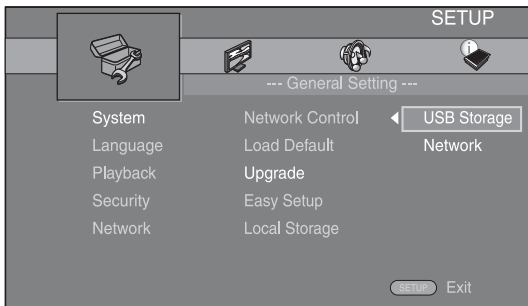 SETUP
--- General Setting ---
System Network Control USB Storage
Language Load Default Network
Playback Upgrade
Security Easy Setup
Network Local Storage
SETUP Exit